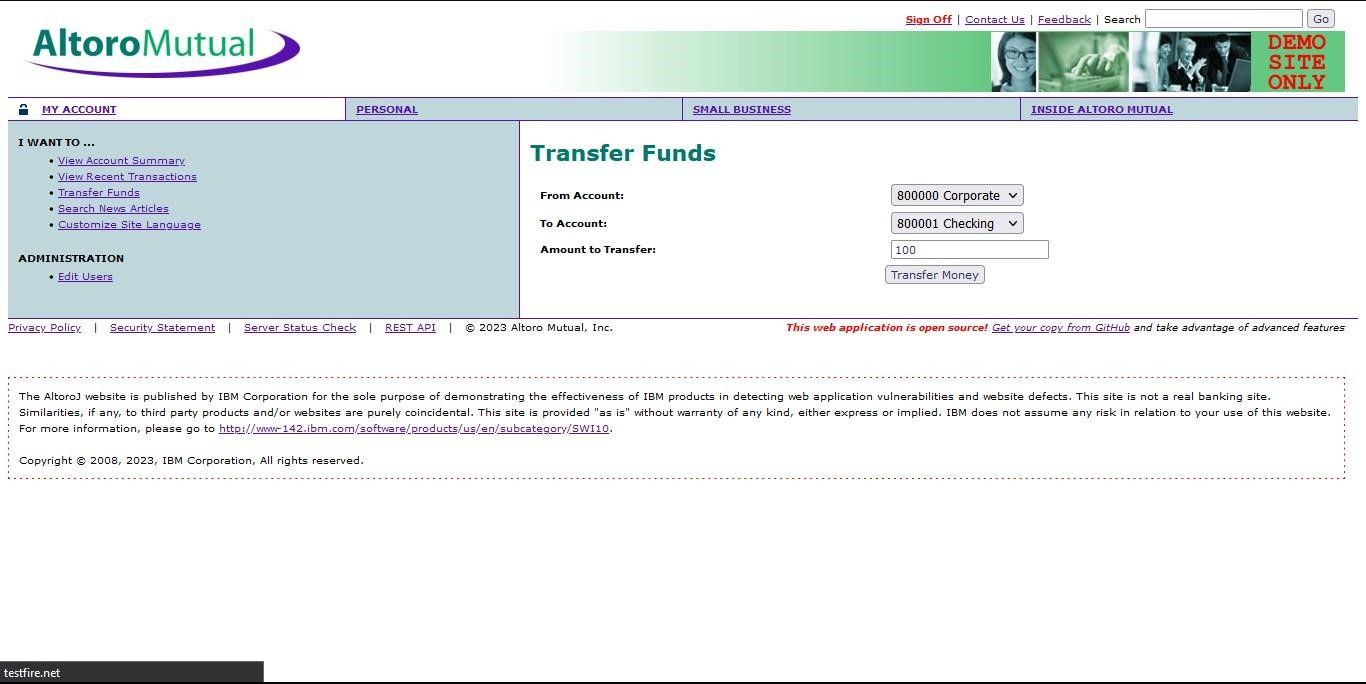 Sign Off | Contact Us | Feedback | Search Go
AltoroMutual
DEMO
SITE
ONLY
MY ACCOUNT
PERSONAL
SMALL BUSINESS
INSIDE ALTORO MUTUAL
I WANT TO ...
• View Account Summary
• View Recent Transactions
• Transfer Funds
• Search News Articles
• Customize Site Language
ADMINISTRATION
• Edit Users
Transfer Funds
From Account: 800000 Corporate
To Account: 800001 Checking
Amount to Transfer: 100
Transfer Money
Privacy Policy | Security Statement | Server Status Check | REST API | © 2023 Altoro Mutual, Inc.
This web application is open source! Get your copy from GitHub and take advantage of advanced features
The AltoroJ website is published by IBM Corporation for the sole purpose of demonstrating the effectiveness of IBM products in detecting web application vulnerabilities and website defects. This site is not a real banking site.
Similarities, if any, to third party products and/or websites are purely coincidental. This site is provided "as is" without warranty of any kind, either express or implied. IBM does not assume any risk in relation to your use of this website.
For more information, please go to http://www-142.ibm.com/software/products/us/en/subcategory/SWI10.
Copyright © 2008, 2023, IBM Corporation, All rights reserved.
testfire.net